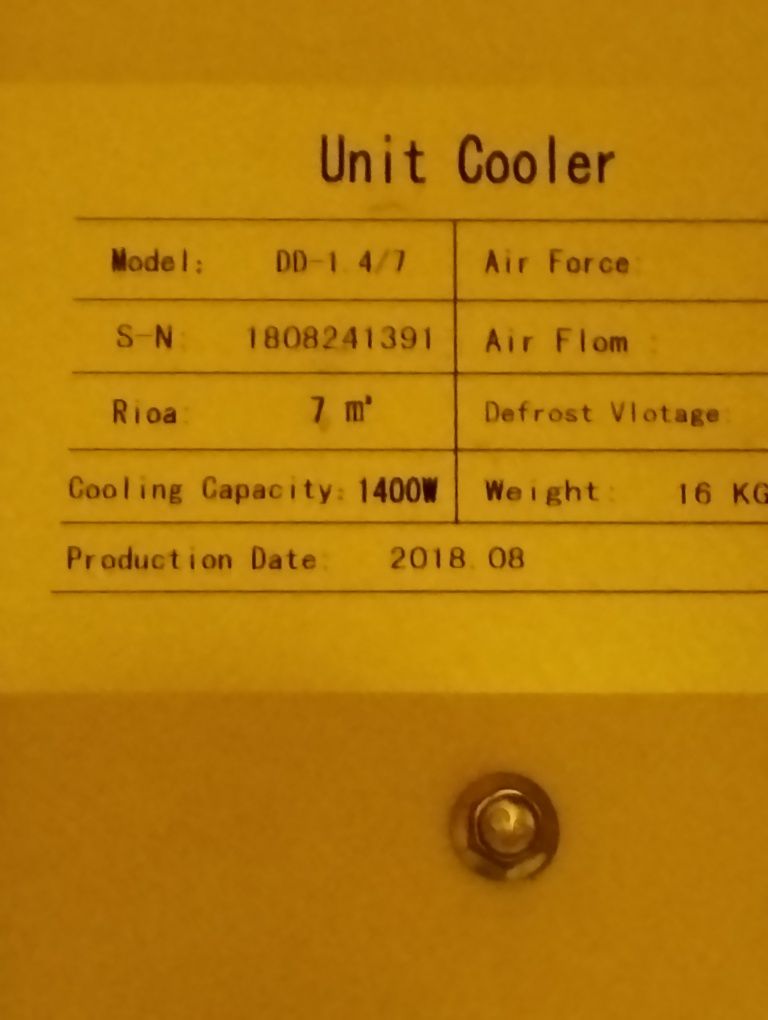 Unit Cooler
Model: DD-1.4/7 Air Force:
S-N: 1808241391 Air Flom :
Rioa: 7 m² Defrost Vlotage:
Cooling Capacity: 1400W Weight: 16 KG
Production Date: 2018.08